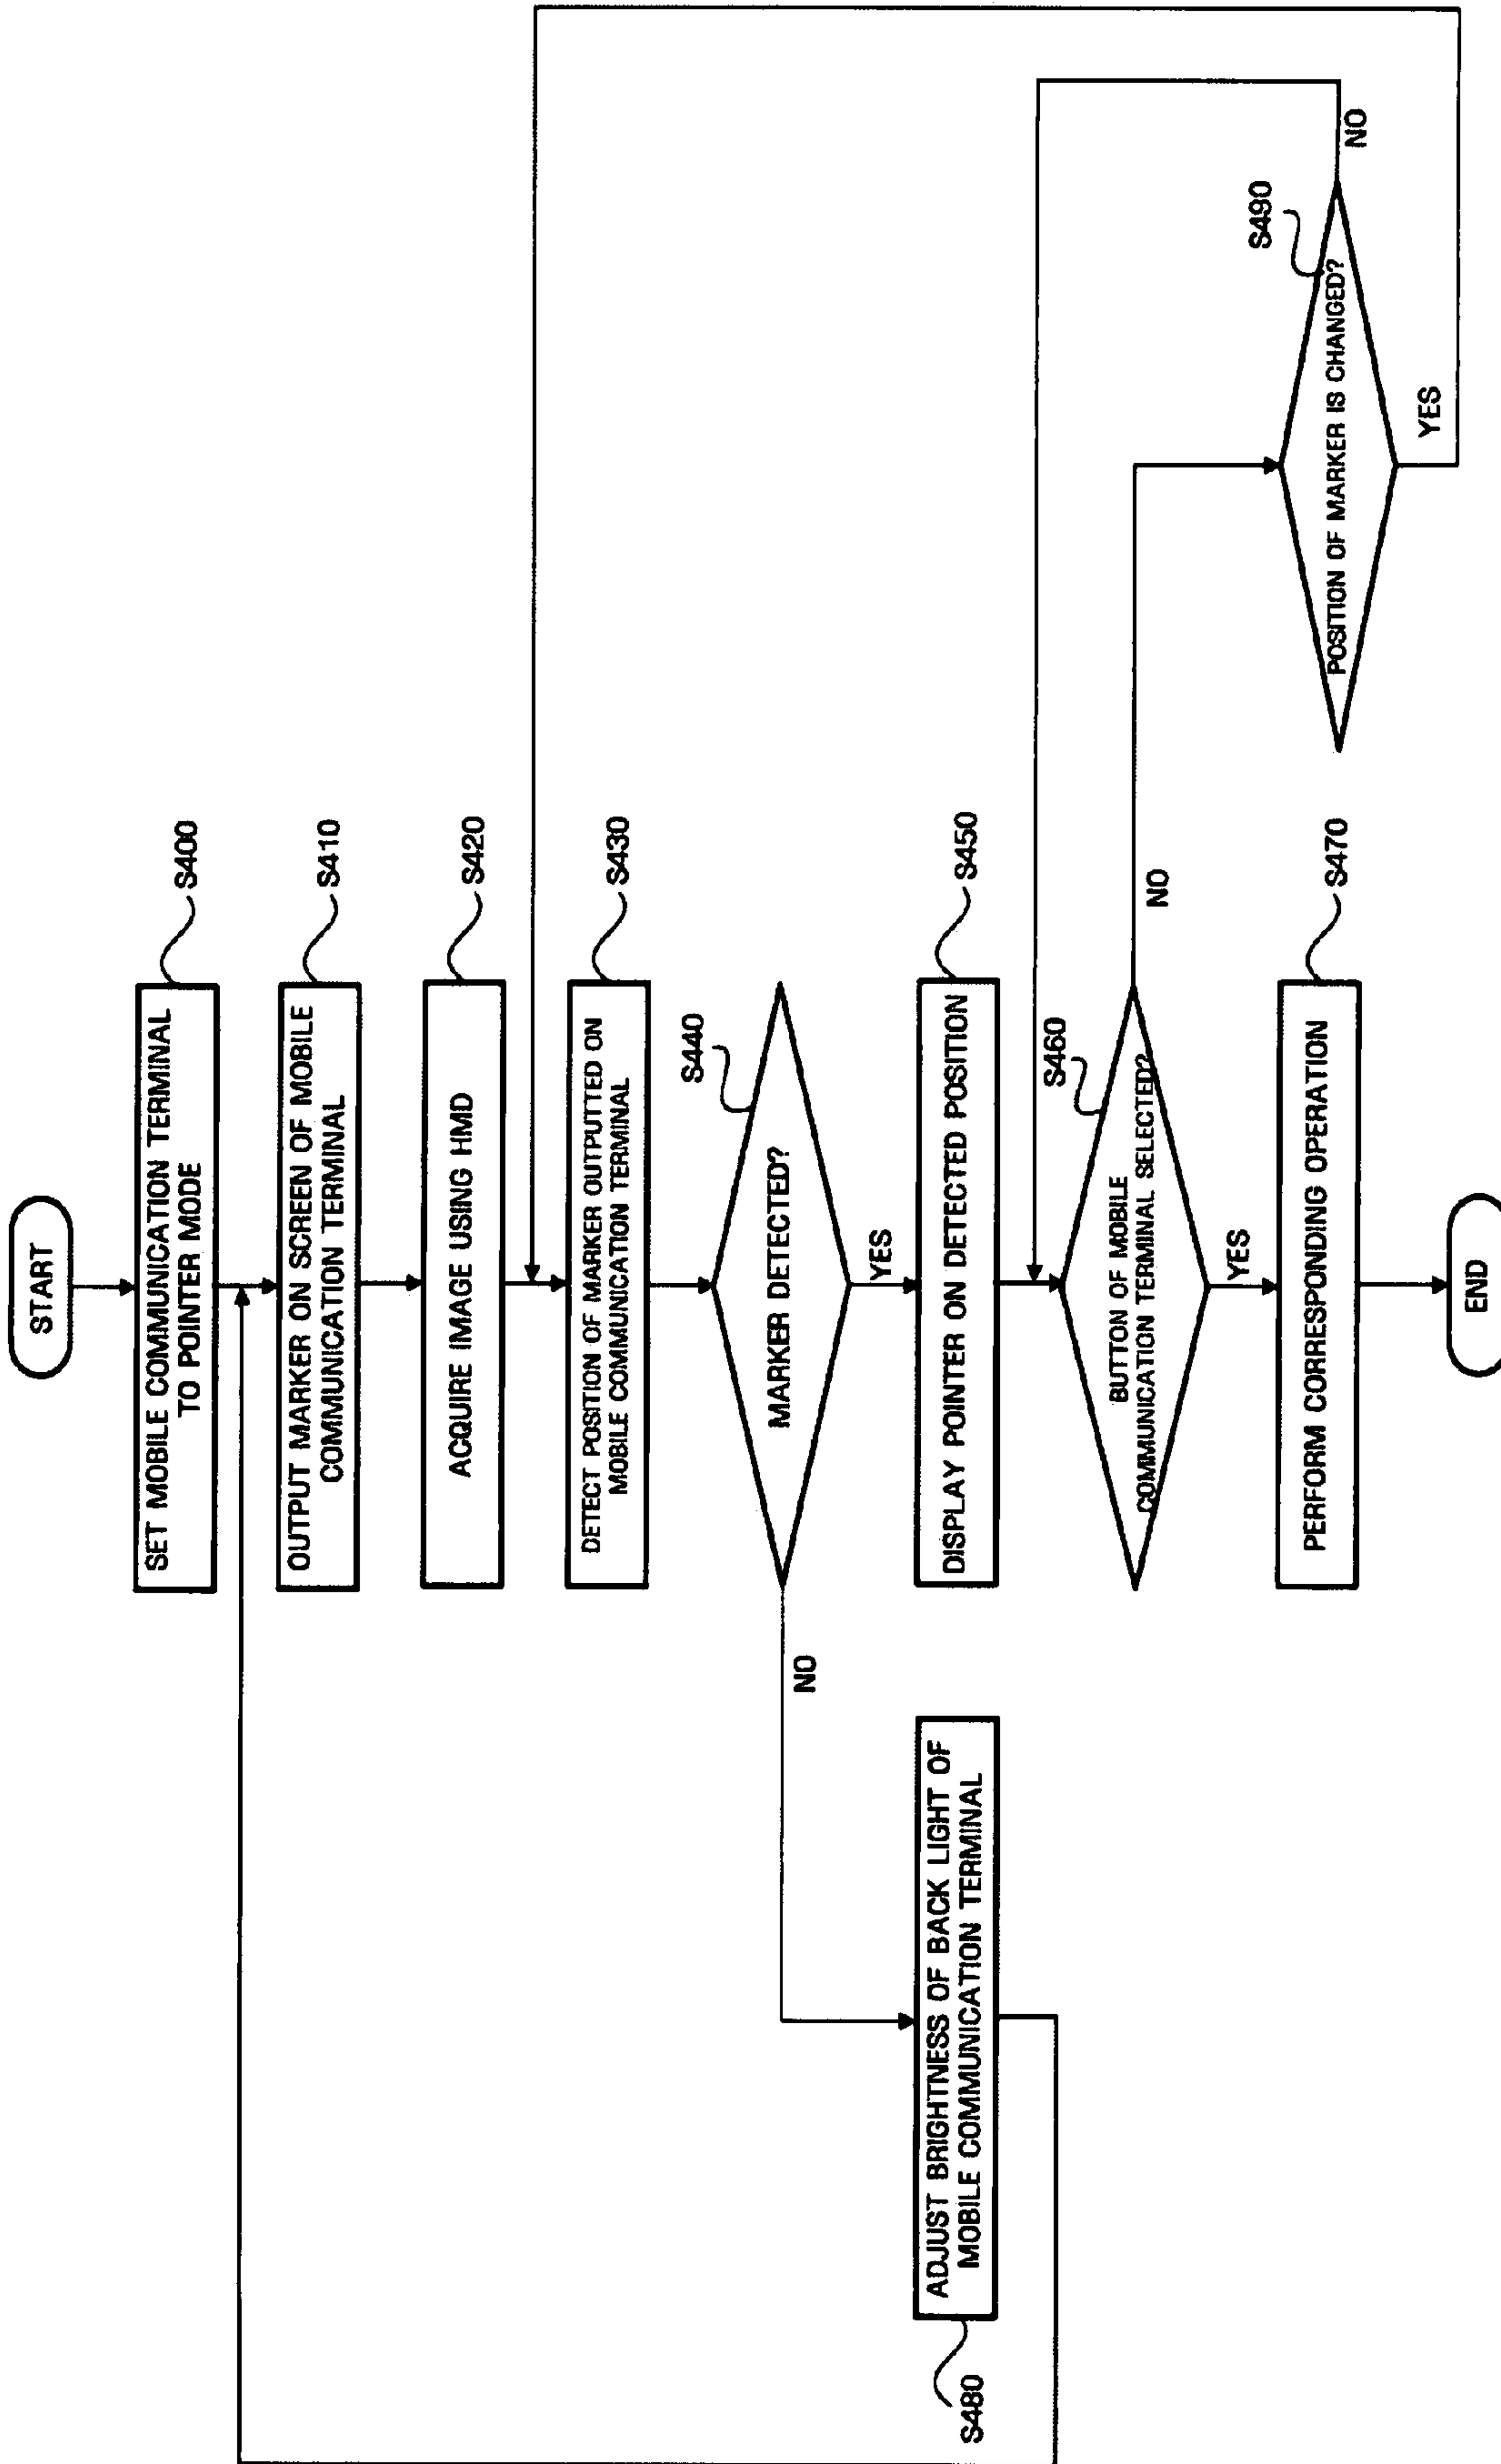 START
SET MOBILE COMMUNICATION TERMINAL
TO POINTER MODE
S400
OUTPUT MARKER ON SCREEN OF MOBILE
COMMUNICATION TERMINAL
S410
ACQUIRE IMAGE USING HMD
S420
DETECT POSITION OF MARKER OUTPUTTED ON
MOBILE COMMUNICATION TERMINAL
S430
MARKER DETECTED?
S440
NO
YES
ADJUST BRIGHTNESS OF BACK LIGHT OF
MOBILE COMMUNICATION TERMINAL
S480
DISPLAY POINTER ON DETECTED POSITION
S450
BUTTON OF MOBILE
COMMUNICATION TERMINAL SELECTED?
S460
NO
YES
POSITION OF MARKER IS CHANGED?
S490
NO
YES
PERFORM CORRESPONDING OPERATION
S470
END